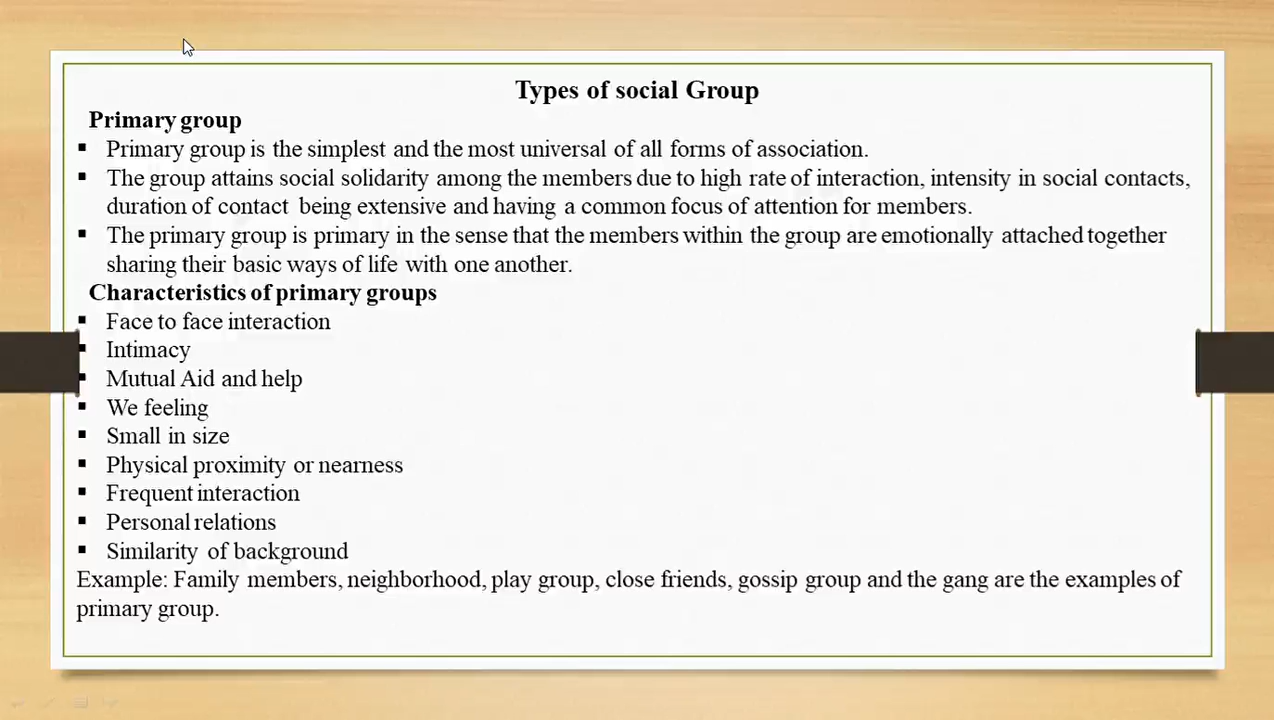 Types of social Group
Primary group
▪ Primary group is the simplest and the most universal of all forms of association.
▪ The group attains social solidarity among the members due to high rate of interaction, intensity in social contacts,
duration of contact being extensive and having a common focus of attention for members.
▪ The primary group is primary in the sense that the members within the group are emotionally attached together
sharing their basic ways of life with one another.
Characteristics of primary groups
▪ Face to face interaction
▪ Intimacy
▪ Mutual Aid and help
▪ We feeling
▪ Small in size
▪ Physical proximity or nearness
▪ Frequent interaction
▪ Personal relations
▪ Similarity of background
Example: Family members, neighborhood, play group, close friends, gossip group and the gang are the examples of
primary group.